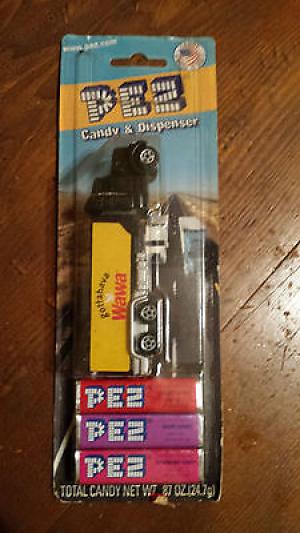 www.pez.com
PEZ
Candy & Dispenser
gottahava
Wawa
PEZ
PEZ
PEZ
TOTAL CANDY NET WT. .87 OZ.(24.7g)